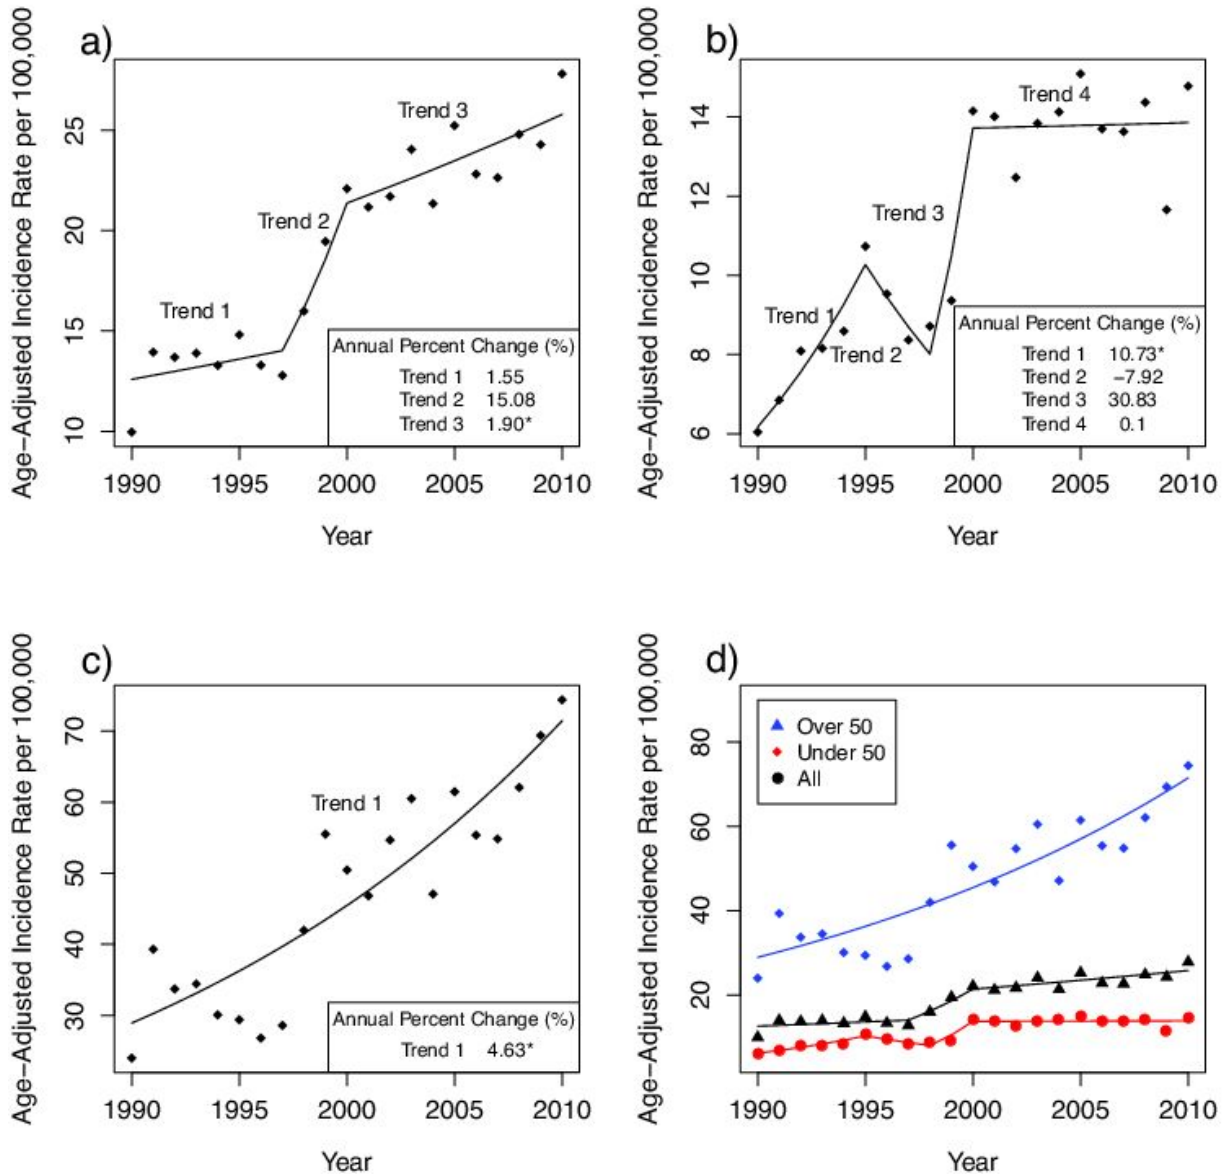 a)
Age−Adjusted Incidence Rate per 100,000
25
20
15
10
Trend 1
Trend 2
Trend 3
Annual Percent Change (%)
Trend 1 1.55
Trend 2 15.08
Trend 3 1.90*
1990 1995 2000 2005 2010
Year
b)
Age−Adjusted Incidence Rate per 100,000
14
12
10
8
6
Trend 1
Trend 2
Trend 3
Trend 4
Annual Percent Change (%)
Trend 1 10.73*
Trend 2 −7.92
Trend 3 30.83
Trend 4 0.1
1990 1995 2000 2005 2010
Year
c)
Age−Adjusted Incidence Rate per 100,000
70
60
50
40
30
Trend 1
Annual Percent Change (%)
Trend 1 4.63*
1990 1995 2000 2005 2010
Year
d)
Age−Adjusted Incidence Rate per 100,000
80
60
40
20
Over 50
Under 50
All
1990 1995 2000 2005 2010
Year